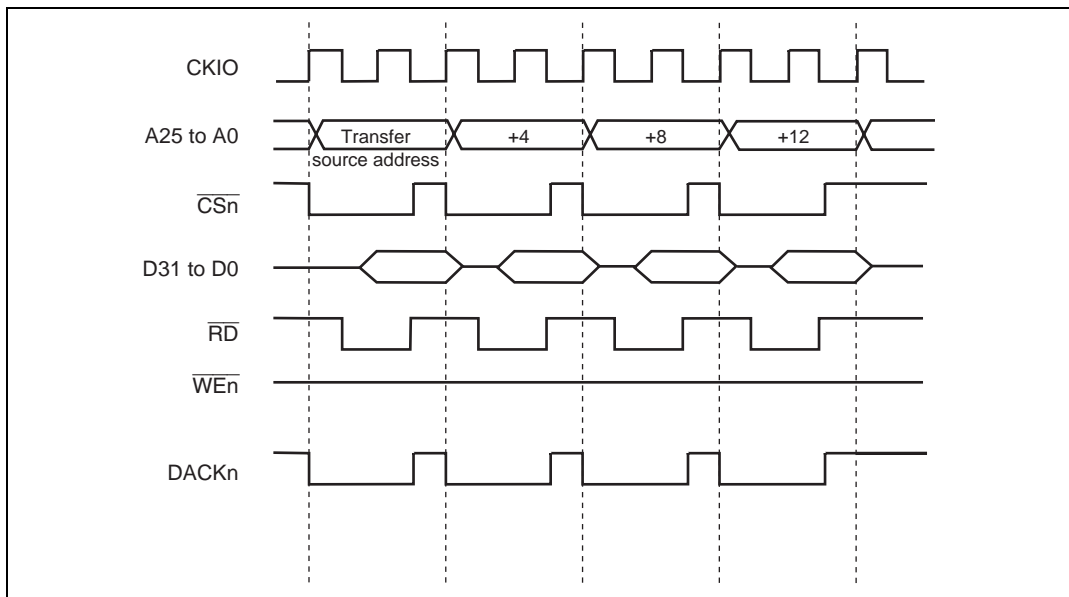 CKIO
A25 to A0
Transfer
source address
+4
+8
+12
CSn
D31 to D0
RD
WEn
DACKn